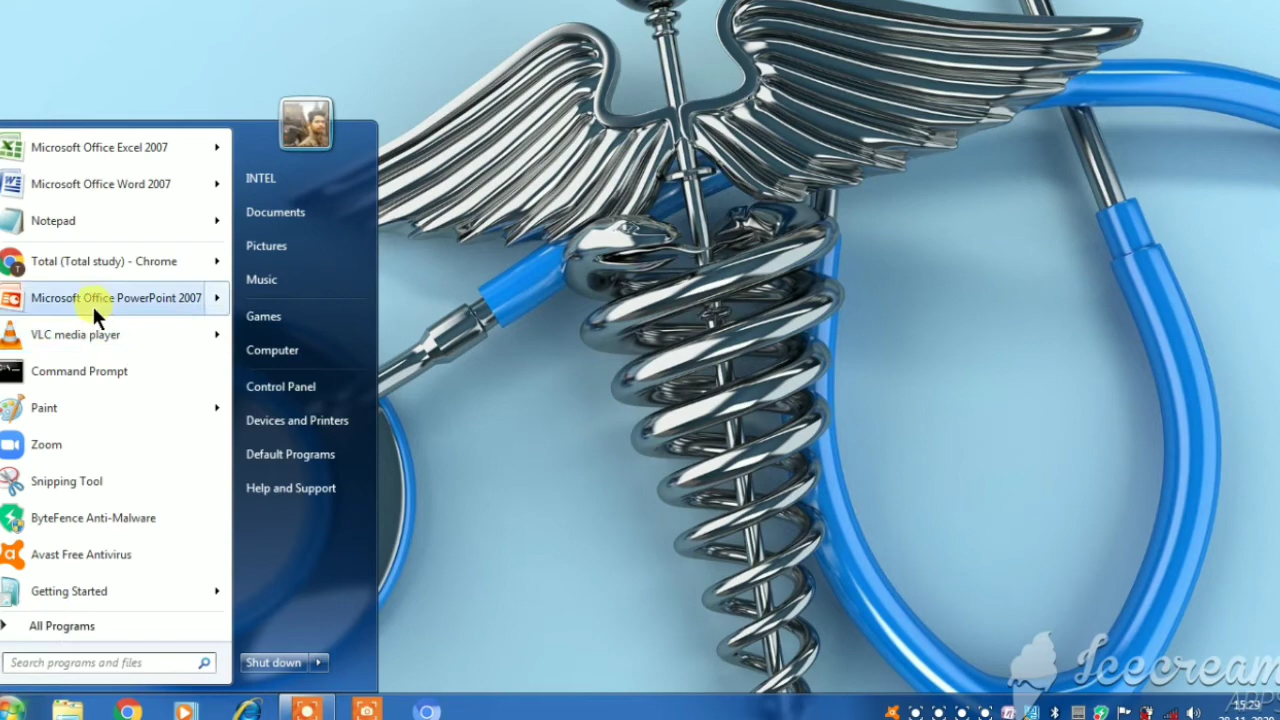 Microsoft Office Excel 2007
Microsoft Office Word 2007
Notepad
Total (Total study) - Chrome
Microsoft Office PowerPoint 2007
VLC media player
Command Prompt
Paint
Zoom
Snipping Tool
ByteFence Anti-Malware
Avast Free Antivirus
Getting Started
All Programs
Search programs and files
INTEL
Documents
Pictures
Music
Games
Computer
Control Panel
Devices and Printers
Default Programs
Help and Support
Shut down
Icecream
APPS
15:29